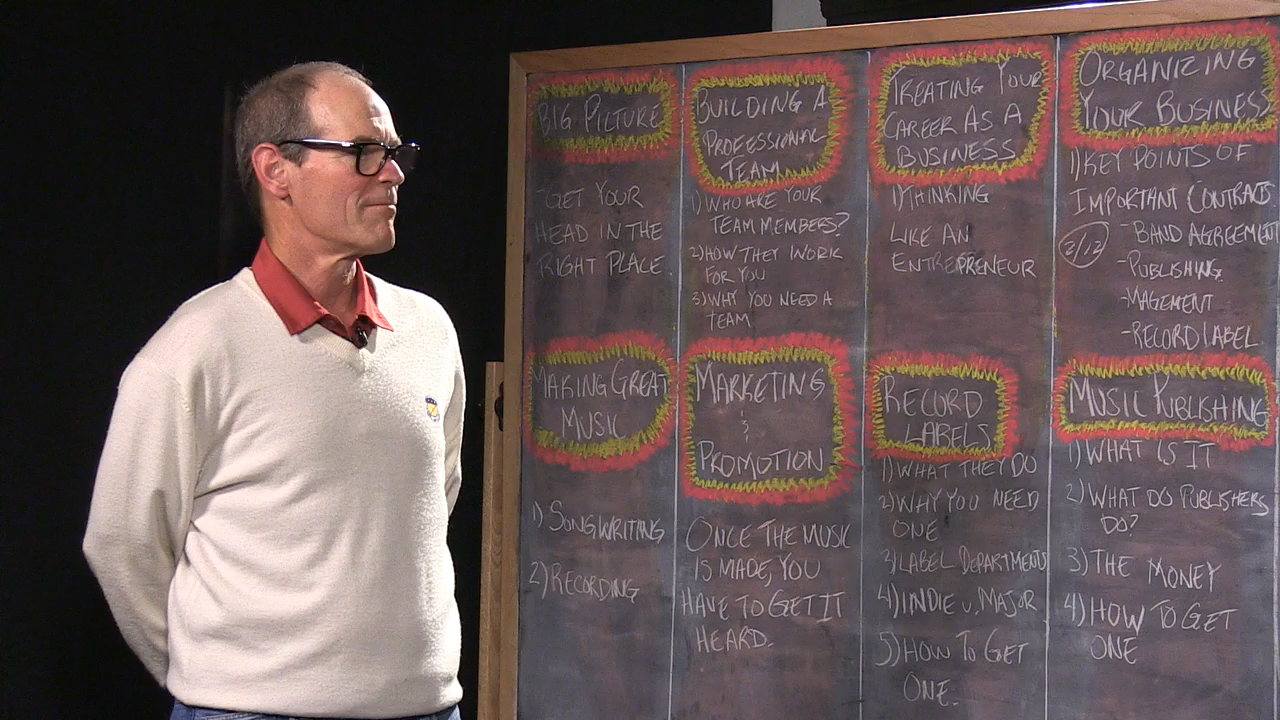 BIG PICTURE
- GET YOUR
HEAD IN THE
RIGHT PLACE
BUILDING A
PROFESSIONAL
TEAM
1) WHO ARE YOUR
TEAM MEMBERS?
2) HOW THEY WORK
FOR YOU
3) WHY YOU NEED A
TEAM
TREATING YOUR
CAREER AS A
BUSINESS
1) THINKING
LIKE AN
ENTREPRENEUR
ORGANIZING
YOUR BUSINESS
1) KEY POINTS OF
IMPORTANT CONTRACTS
2/12
- BAND AGREEMENT
- PUBLISHING
- MAGEMENT
- RECORD LABEL
MAKING GREAT
MUSIC
1) SONGWRITING
2) RECORDING
MARKETING
&
PROMOTION
ONCE THE MUSIC
IS MADE, YOU
HAVE TO GET IT
HEARD.
RECORD
LABELS
1) WHAT THEY DO
2) WHY YOU NEED
ONE
3) LABEL DEPARTMENTS
4) INDIE v. MAJOR
5) HOW TO GET
ONE.
MUSIC PUBLISHING
1) WHAT IS IT
2) WHAT DO PUBLISHERS
DO?
3) THE MONEY
4) HOW TO GET
ONE